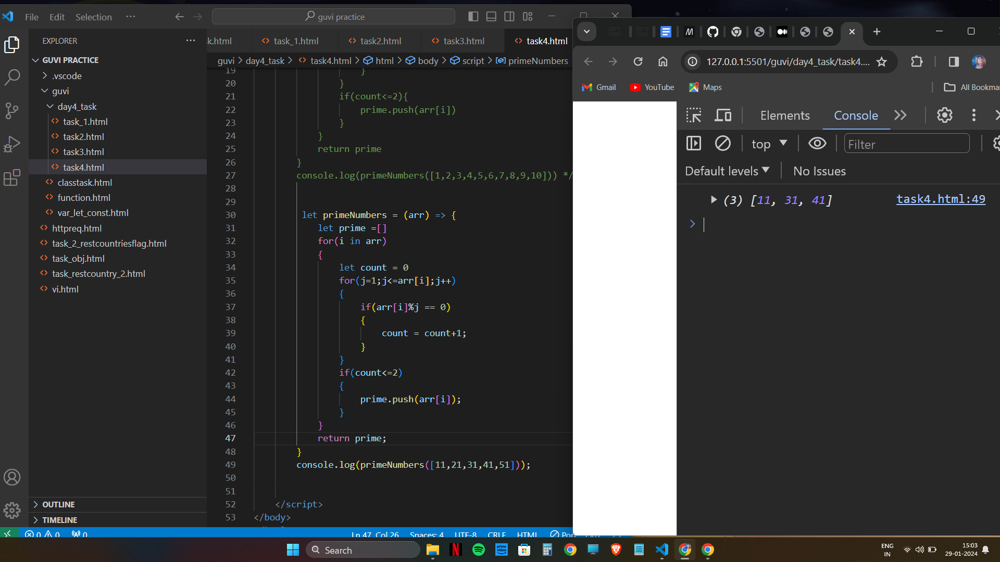 File Edit Selection ···
guvi practice
EXPLORER ···
GUVI PRACTICE
.vscode
guvi
day4_task
task_1.html
task2.html
task3.html
task4.html
classtask.html
function.html
var_let_const.html
httpreq.html
task_2_restcountriesflag.html
task_obj.html
task_restcountry_2.html
vi.html
OUTLINE
TIMELINE
sk.html task_1.html task2.html task3.html task4.html
guvi > day4_task > task4.html > html > body > script > primeNumbers
19 }
20 }
21 if(count<=2){
22 prime.push(arr[i])
23 }
24 }
25 return prime
26 }
27 console.log(primeNumbers([1,2,3,4,5,6,7,8,9,10])) */
28
29
30 let primeNumbers = (arr) => {
31 let prime =[]
32 for(i in arr)
33 {
34 let count = 0
35 for(j=1;j<=arr[i];j++)
36 {
37 if(arr[i]%j == 0)
38 {
39 count = count+1;
40 }
41 }
42 if(count<=2)
43 {
44 prime.push(arr[i]);
45 }
46 }
47 return prime;
48 }
49 console.log(primeNumbers([11,21,31,41,51]));
50
51
52 </script>
53 </body>
0 0 0 Ln 47, Col 26 Spaces: 4 UTF-8 CRLF HTML
127.0.0.1:5501/guvi/day4_task/task4....
Gmail YouTube Maps All Bookmar
Elements Console
top Filter
Default levels No Issues
(3) [11, 31, 41] task4.html:49
Search
prime video
ENG
IN
15:03
29-01-2024